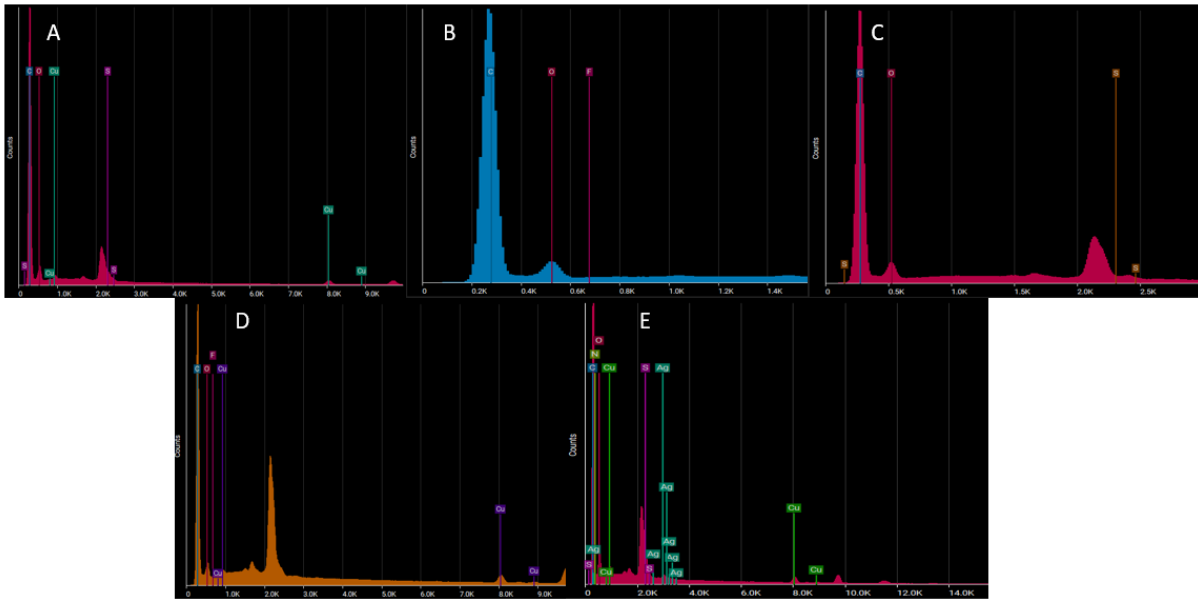 A
C O Cu S
Cu
S Cu S Cu
Counts
0 1.0K 2.0K 3.0K 4.0K 5.0K 6.0K 7.0K 8.0K 9.0K
B
C O F
Counts
0 0.2K 0.4K 0.6K 0.8K 1.0K 1.2K 1.4K
C
C O S
S S
Counts
0 0.5K 1.0K 1.5K 2.0K 2.5K
D
F
C O Cu
Cu
Cu Cu
Counts
0 1.0K 2.0K 3.0K 4.0K 5.0K 6.0K 7.0K 8.0K 9.0K
E
O
N
C Cu S Ag
Ag
Cu
Ag
Ag Ag Ag
S Cu S Ag Cu
Counts
0 2.0K 4.0K 6.0K 8.0K 10.0K 12.0K 14.0K